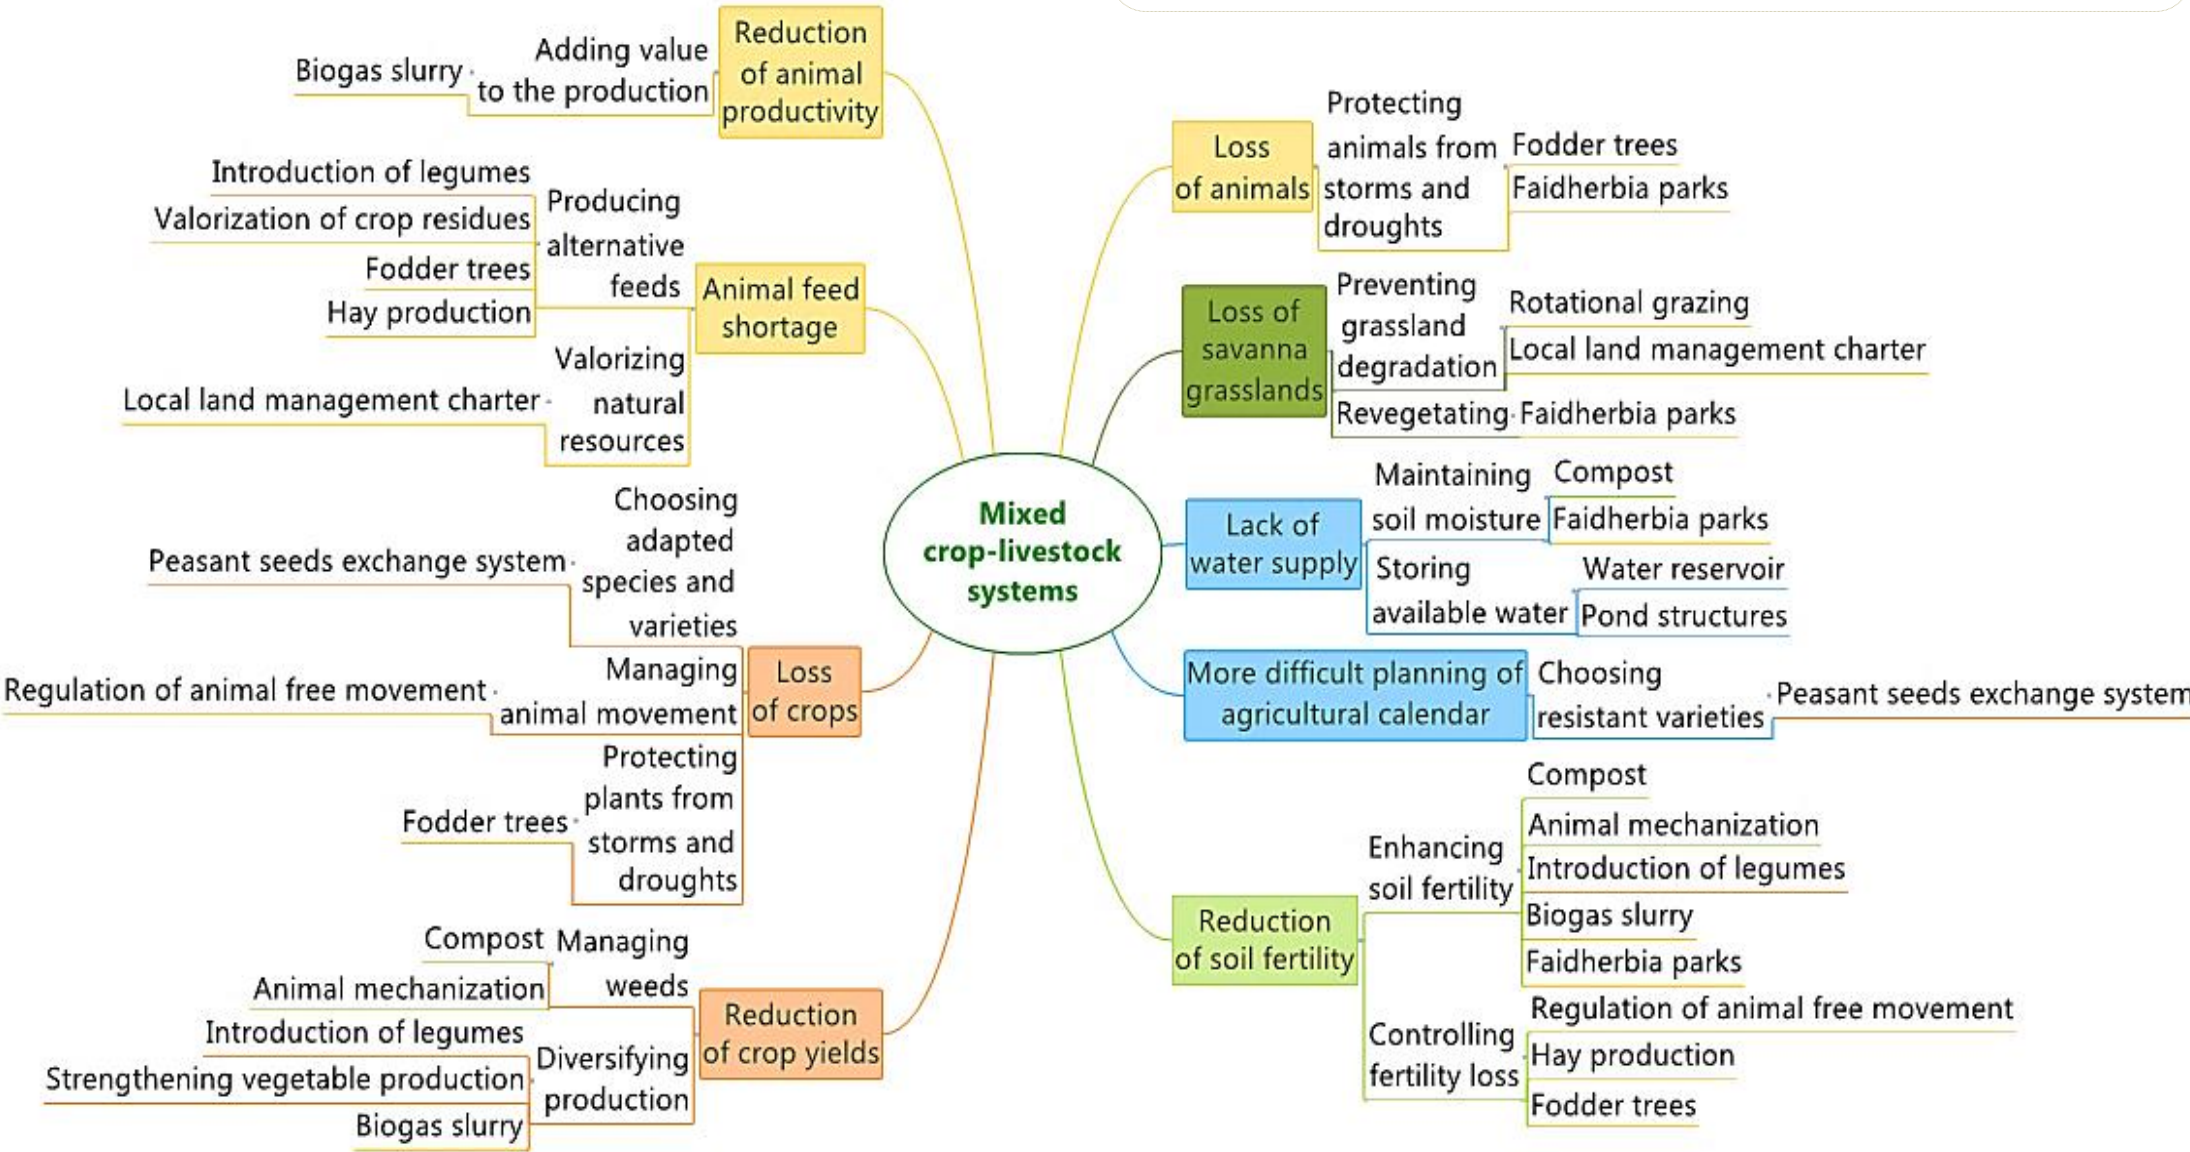 Reduction
of animal
productivity
Adding value
to the production
Biogas slurry
Animal feed
shortage
Producing
alternative
feeds
Introduction of legumes
Valorization of crop residues
Fodder trees
Hay production
Valorizing
natural
resources
Local land management charter
Loss
of crops
Choosing
adapted
species and
varieties
Peasant seeds exchange system
Managing
animal movement
Regulation of animal free movement
Protecting
plants from
storms and
droughts
Fodder trees
Reduction
of crop yields
Managing
weeds
Compost
Animal mechanization
Diversifying
production
Introduction of legumes
Strengthening vegetable production
Biogas slurry
Mixed
crop-livestock
systems
Loss
of animals
Protecting
animals from
storms and
droughts
Fodder trees
Faidherbia parks
Loss of
savanna
grasslands
Preventing
grassland
degradation
Rotational grazing
Local land management charter
Revegetating
Faidherbia parks
Lack of
water supply
Maintaining
soil moisture
Compost
Faidherbia parks
Storing
available water
Water reservoir
Pond structures
More difficult planning of
agricultural calendar
Choosing
resistant varieties
Peasant seeds exchange system
Reduction
of soil fertility
Enhancing
soil fertility
Compost
Animal mechanization
Introduction of legumes
Biogas slurry
Faidherbia parks
Controlling
fertility loss
Regulation of animal free movement
Hay production
Fodder trees